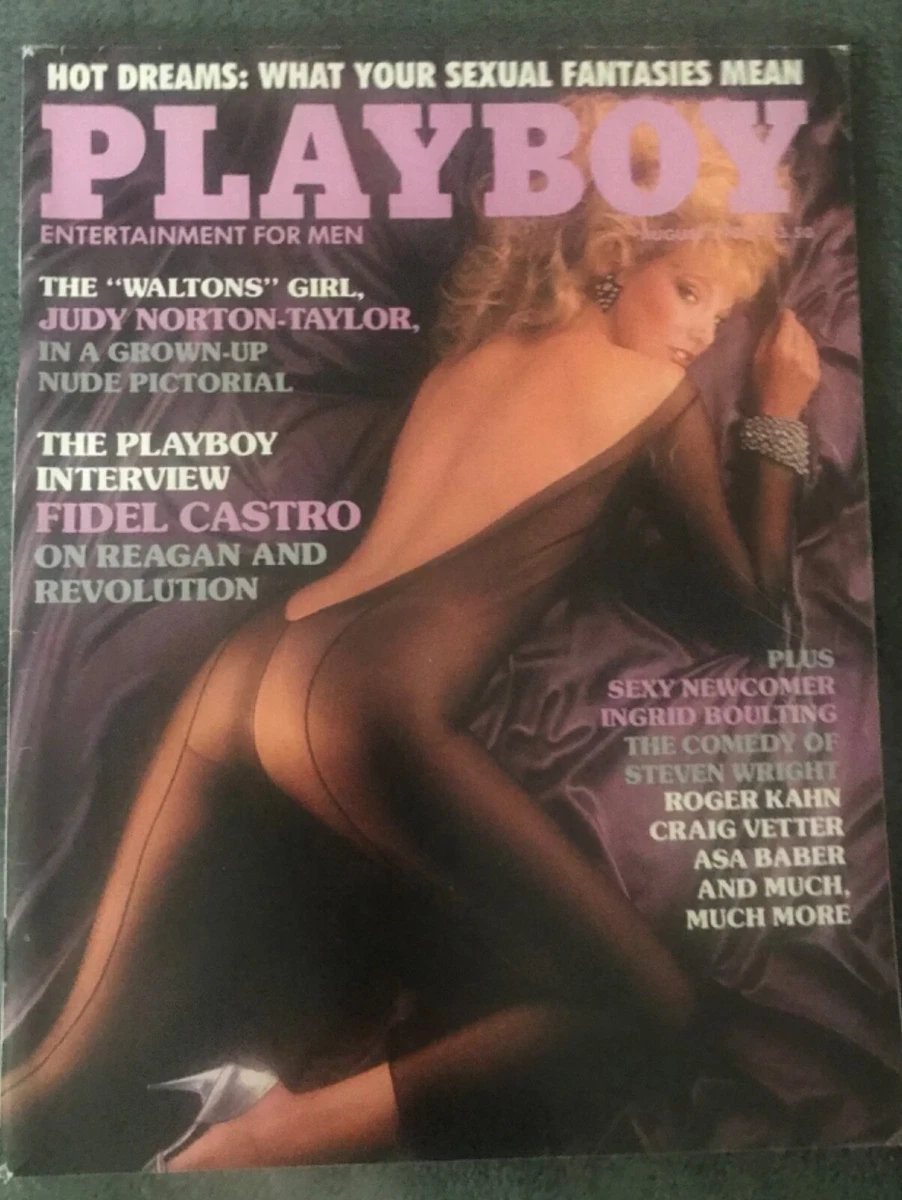 HOT DREAMS: WHAT YOUR SEXUAL FANTASIES MEAN
PLAYBOY
ENTERTAINMENT FOR MEN
AUGUST
THE "WALTONS" GIRL,
JUDY NORTON-TAYLOR,
IN A GROWN-UP
NUDE PICTORIAL
THE PLAYBOY
INTERVIEW
FIDEL CASTRO
ON REAGAN AND
REVOLUTION
PLUS
SEXY NEWCOMER
INGRID BOULTING
THE COMEDY OF
STEVEN WRIGHT
ROGER KAHN
CRAIG VETTER
ASA BABER
AND MUCH,
MUCH MORE